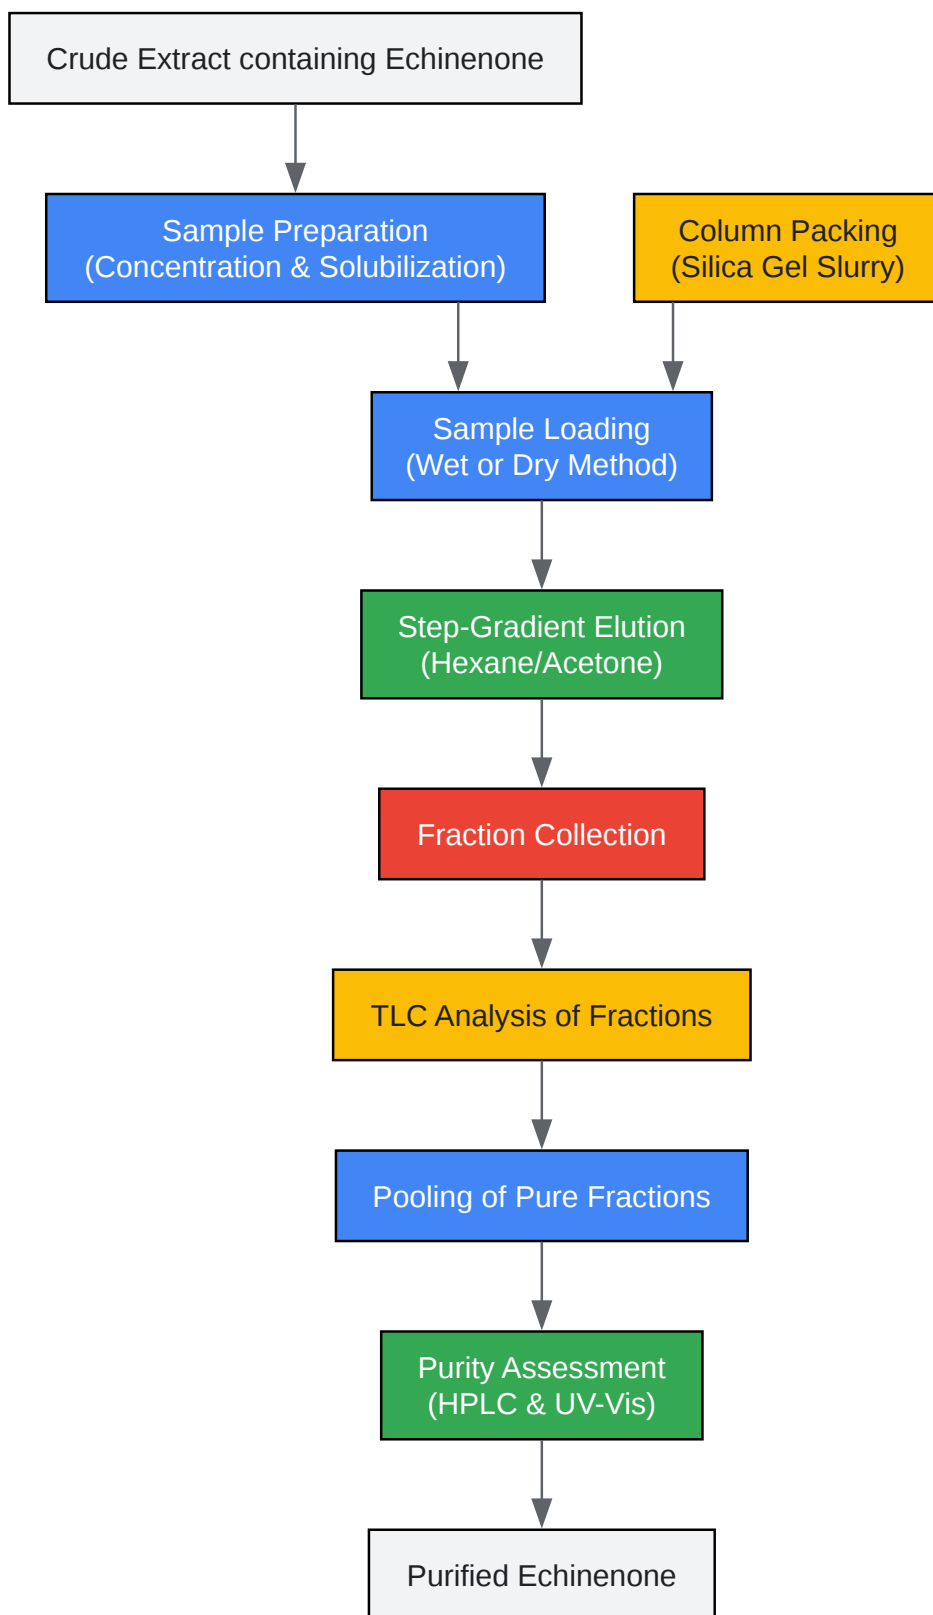 Crude Extract containing Echinenone
Sample Preparation
(Concentration & Solubilization)
Column Packing
(Silica Gel Slurry)
Sample Loading
(Wet or Dry Method)
Step-Gradient Elution
(Hexane/Acetone)
Fraction Collection
TLC Analysis of Fractions
Pooling of Pure Fractions
Purity Assessment
(HPLC & UV-Vis)
Purified Echinenone